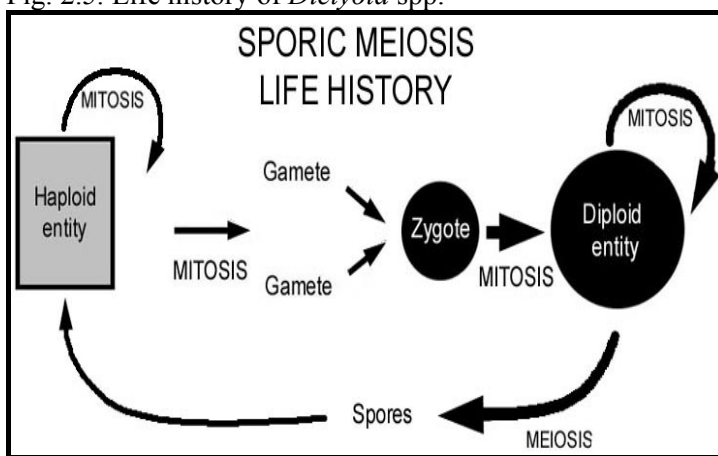 Fig. 2.5. Life history of Dictyota spp.
SPORIC MEIOSIS
LIFE HISTORY
MITOSIS
MITOSIS
Haploid
entity
Gamete
Zygote
Diploid
entity
MITOSIS
Gamete
MITOSIS
Spores
MEIOSIS